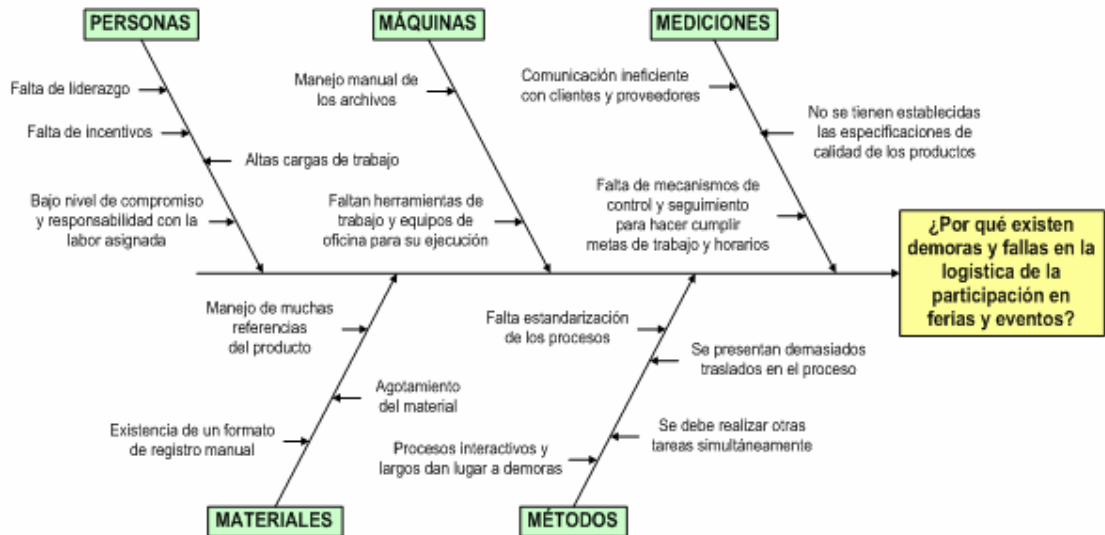 PERSONAS
MÁQUINAS
MEDICIONES
Falta de liderazgo
Falta de incentivos
Altas cargas de trabajo
Bajo nivel de compromiso
y responsabilidad con la
labor asignada
Manejo manual de
los archivos
Faltan herramientas de
trabajo y equipos de
oficina para su ejecución
Comunicación ineficiente
con clientes y proveedores
No se tienen establecidas
las especificaciones de
calidad de los productos
Falta de mecanismos de
control y seguimiento
para hacer cumplir
metas de trabajo y horarios
¿Por qué existen
demoras y fallas en la
logística de la
participación en
ferias y eventos?
Manejo de muchas
referencias
del producto
Agotamiento
del material
Existencia de un formato
de registro manual
Falta estandarización
de los procesos
Se presentan demasiados
traslados en el proceso
Se debe realizar otras
tareas simultáneamente
Procesos interactivos y
largos dan lugar a demoras
MATERIALES
MÉTODOS